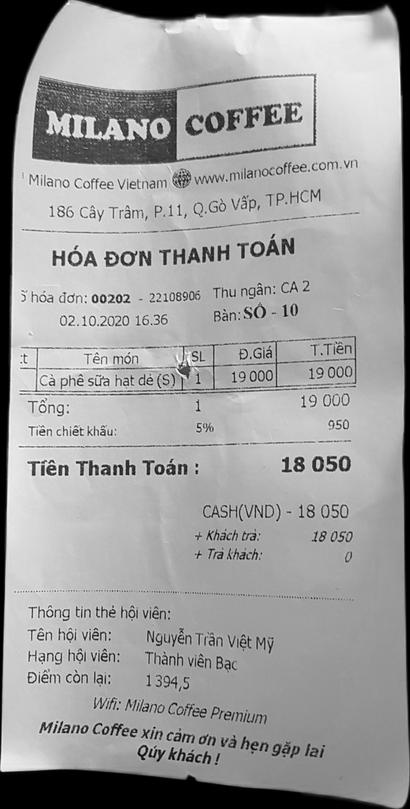 MILANO COFFEE
Milano Coffee Vietnam www.milanocoffee.com.vn
186 Cây Trâm, P.11, Q.Gò Vấp, TP.HCM
HÓA ĐƠN THANH TOÁN
Số hóa đơn: 00202 - 22108906 Thu ngân: CA 2
02.10.2020 16.36 Bàn: SỐ - 10
:t Tên món SL Đ.Giá T.Tiền
Cà phê sữa hạt dẻ (S) 1 19 000 19 000
Tổng: 1 19 000
Tiền chiết khấu: 5% 950
Tiền Thanh Toán : 18 050
CASH(VND) - 18 050
+ Khách trả: 18 050
+ Trả khách: 0
Thông tin thẻ hội viên:
Tên hội viên: Nguyễn Trần Việt Mỹ
Hạng hội viên: Thành viên Bạc
Điểm còn lại: 1 394,5
Wifi: Milano Coffee Premium
Milano Coffee xin cảm ơn và hẹn gặp lại
Qúy khách !